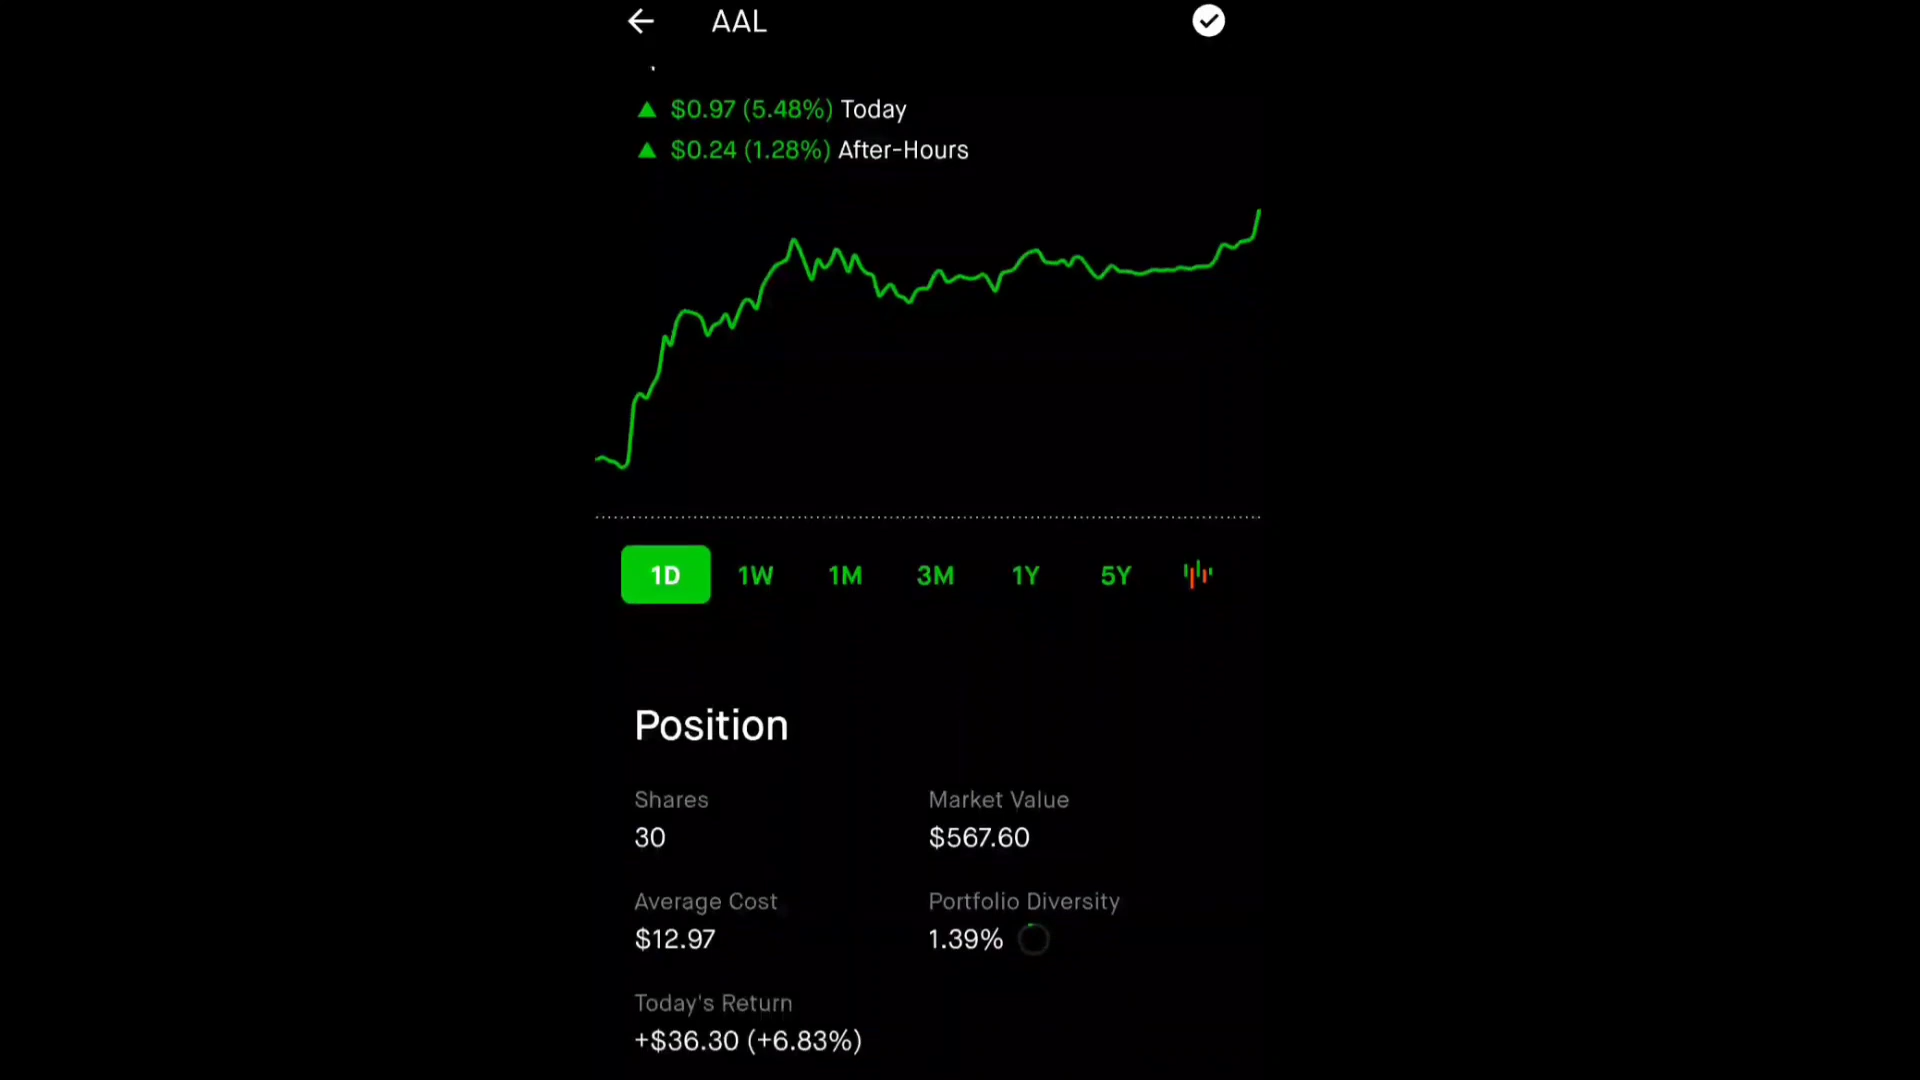 AAL
$0.97 (5.48%) Today
$0.24 (1.28%) After-Hours
1D 1W 1M 3M 1Y 5Y
Position
Shares Market Value
30 $567.60
Average Cost Portfolio Diversity
$12.97 1.39%
Today's Return
+$36.30 (+6.83%)